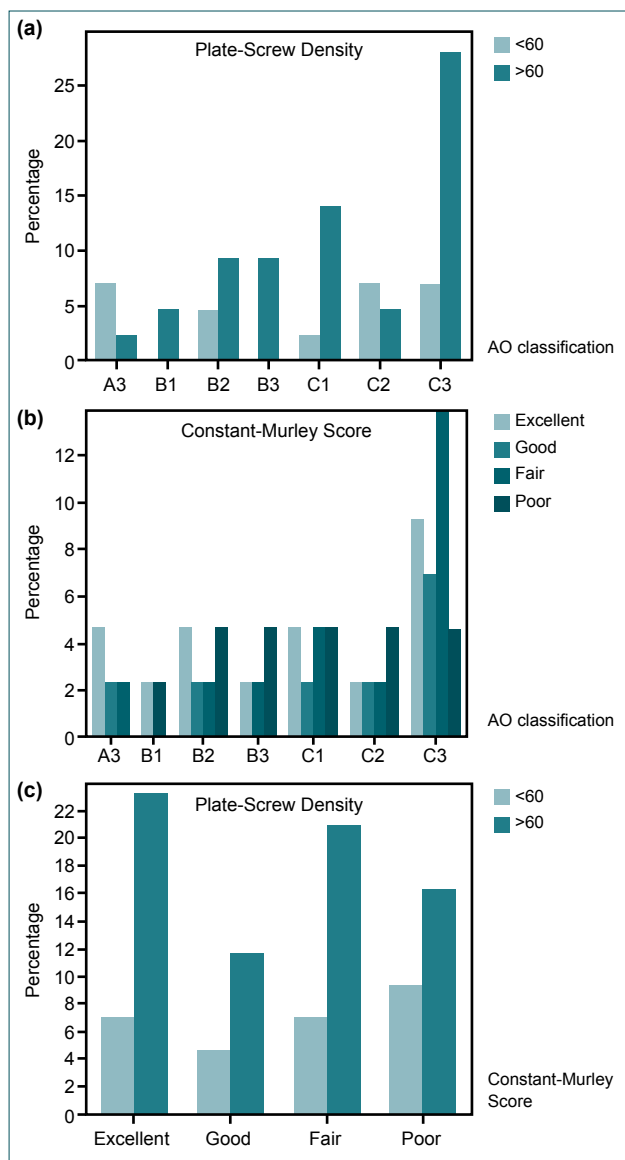 (a)
Plate-Screw Density
<60
>60
25
20
15
10
5
0
Percentage
A3 B1 B2 B3 C1 C2 C3
AO classification
(b)
Constant-Murley Score
Excellent
Good
Fair
Poor
12
10
8
6
4
2
0
Percentage
A3 B1 B2 B3 C1 C2 C3
AO classification
(c)
Plate-Screw Density
<60
>60
22
20
18
16
14
12
10
8
6
4
2
0
Percentage
Excellent Good Fair Poor
Constant-Murley
Score